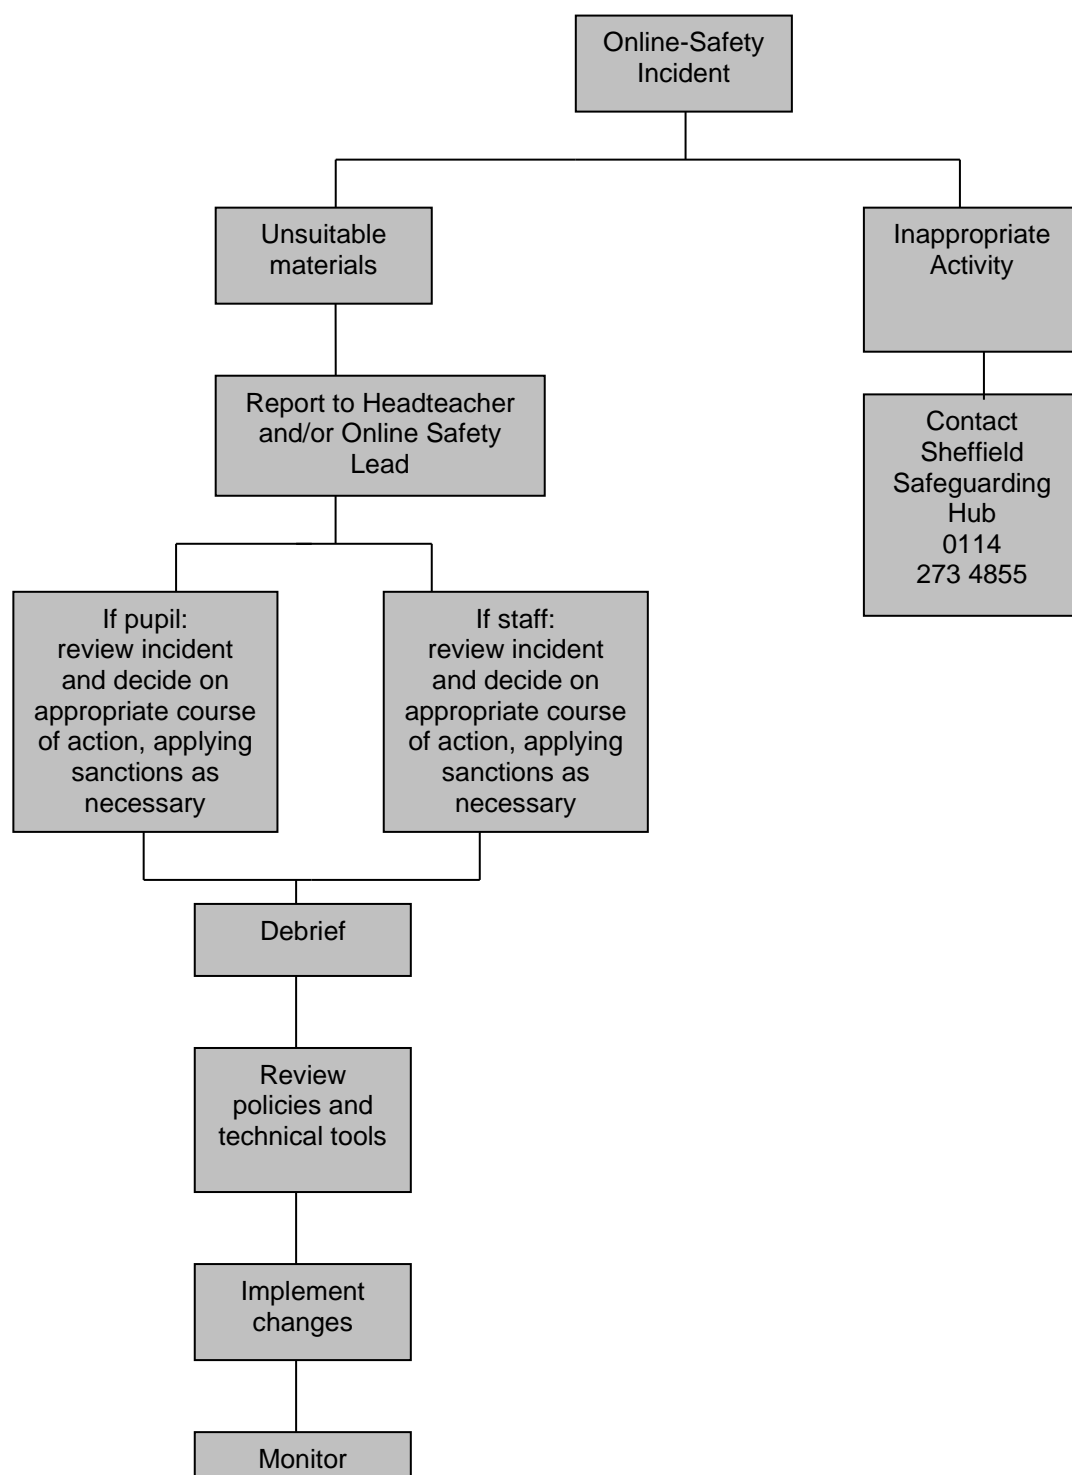 Online-Safety
Incident
Unsuitable
materials
Inappropriate
Activity
Report to Headteacher
and/or Online Safety
Lead
Contact
Sheffield
Safeguarding
Hub
0114
273 4855
If pupil:
review incident
and decide on
appropriate course
of action, applying
sanctions as
necessary
If staff:
review incident
and decide on
appropriate course
of action, applying
sanctions as
necessary
Debrief
Review
policies and
technical tools
Implement
changes
Monitor